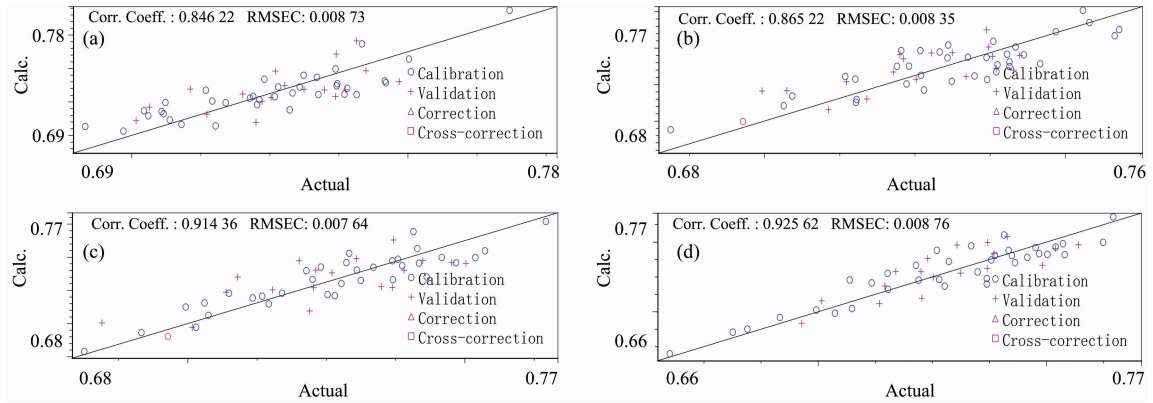 Corr. Coeff. : 0.846 22 RMSEC: 0.008 73
(a)
0.78
Calc.
0.69
Calibration
Validation
Correction
Cross-correction
0.69
0.78
Actual
Corr. Coeff. : 0.865 22 RMSEC: 0.008 35
(b)
0.77
Calc.
0.68
Calibration
Validation
Correction
Cross-correction
0.68
0.76
Actual
Corr. Coeff. : 0.914 36 RMSEC: 0.007 64
(c)
0.77
Calc.
0.68
Calibration
Validation
Correction
Cross-correction
0.68
0.77
Actual
Corr. Coeff. : 0.925 62 RMSEC: 0.008 76
(d)
0.77
Calc.
0.66
Calibration
Validation
Correction
Cross-correction
0.66
0.77
Actual